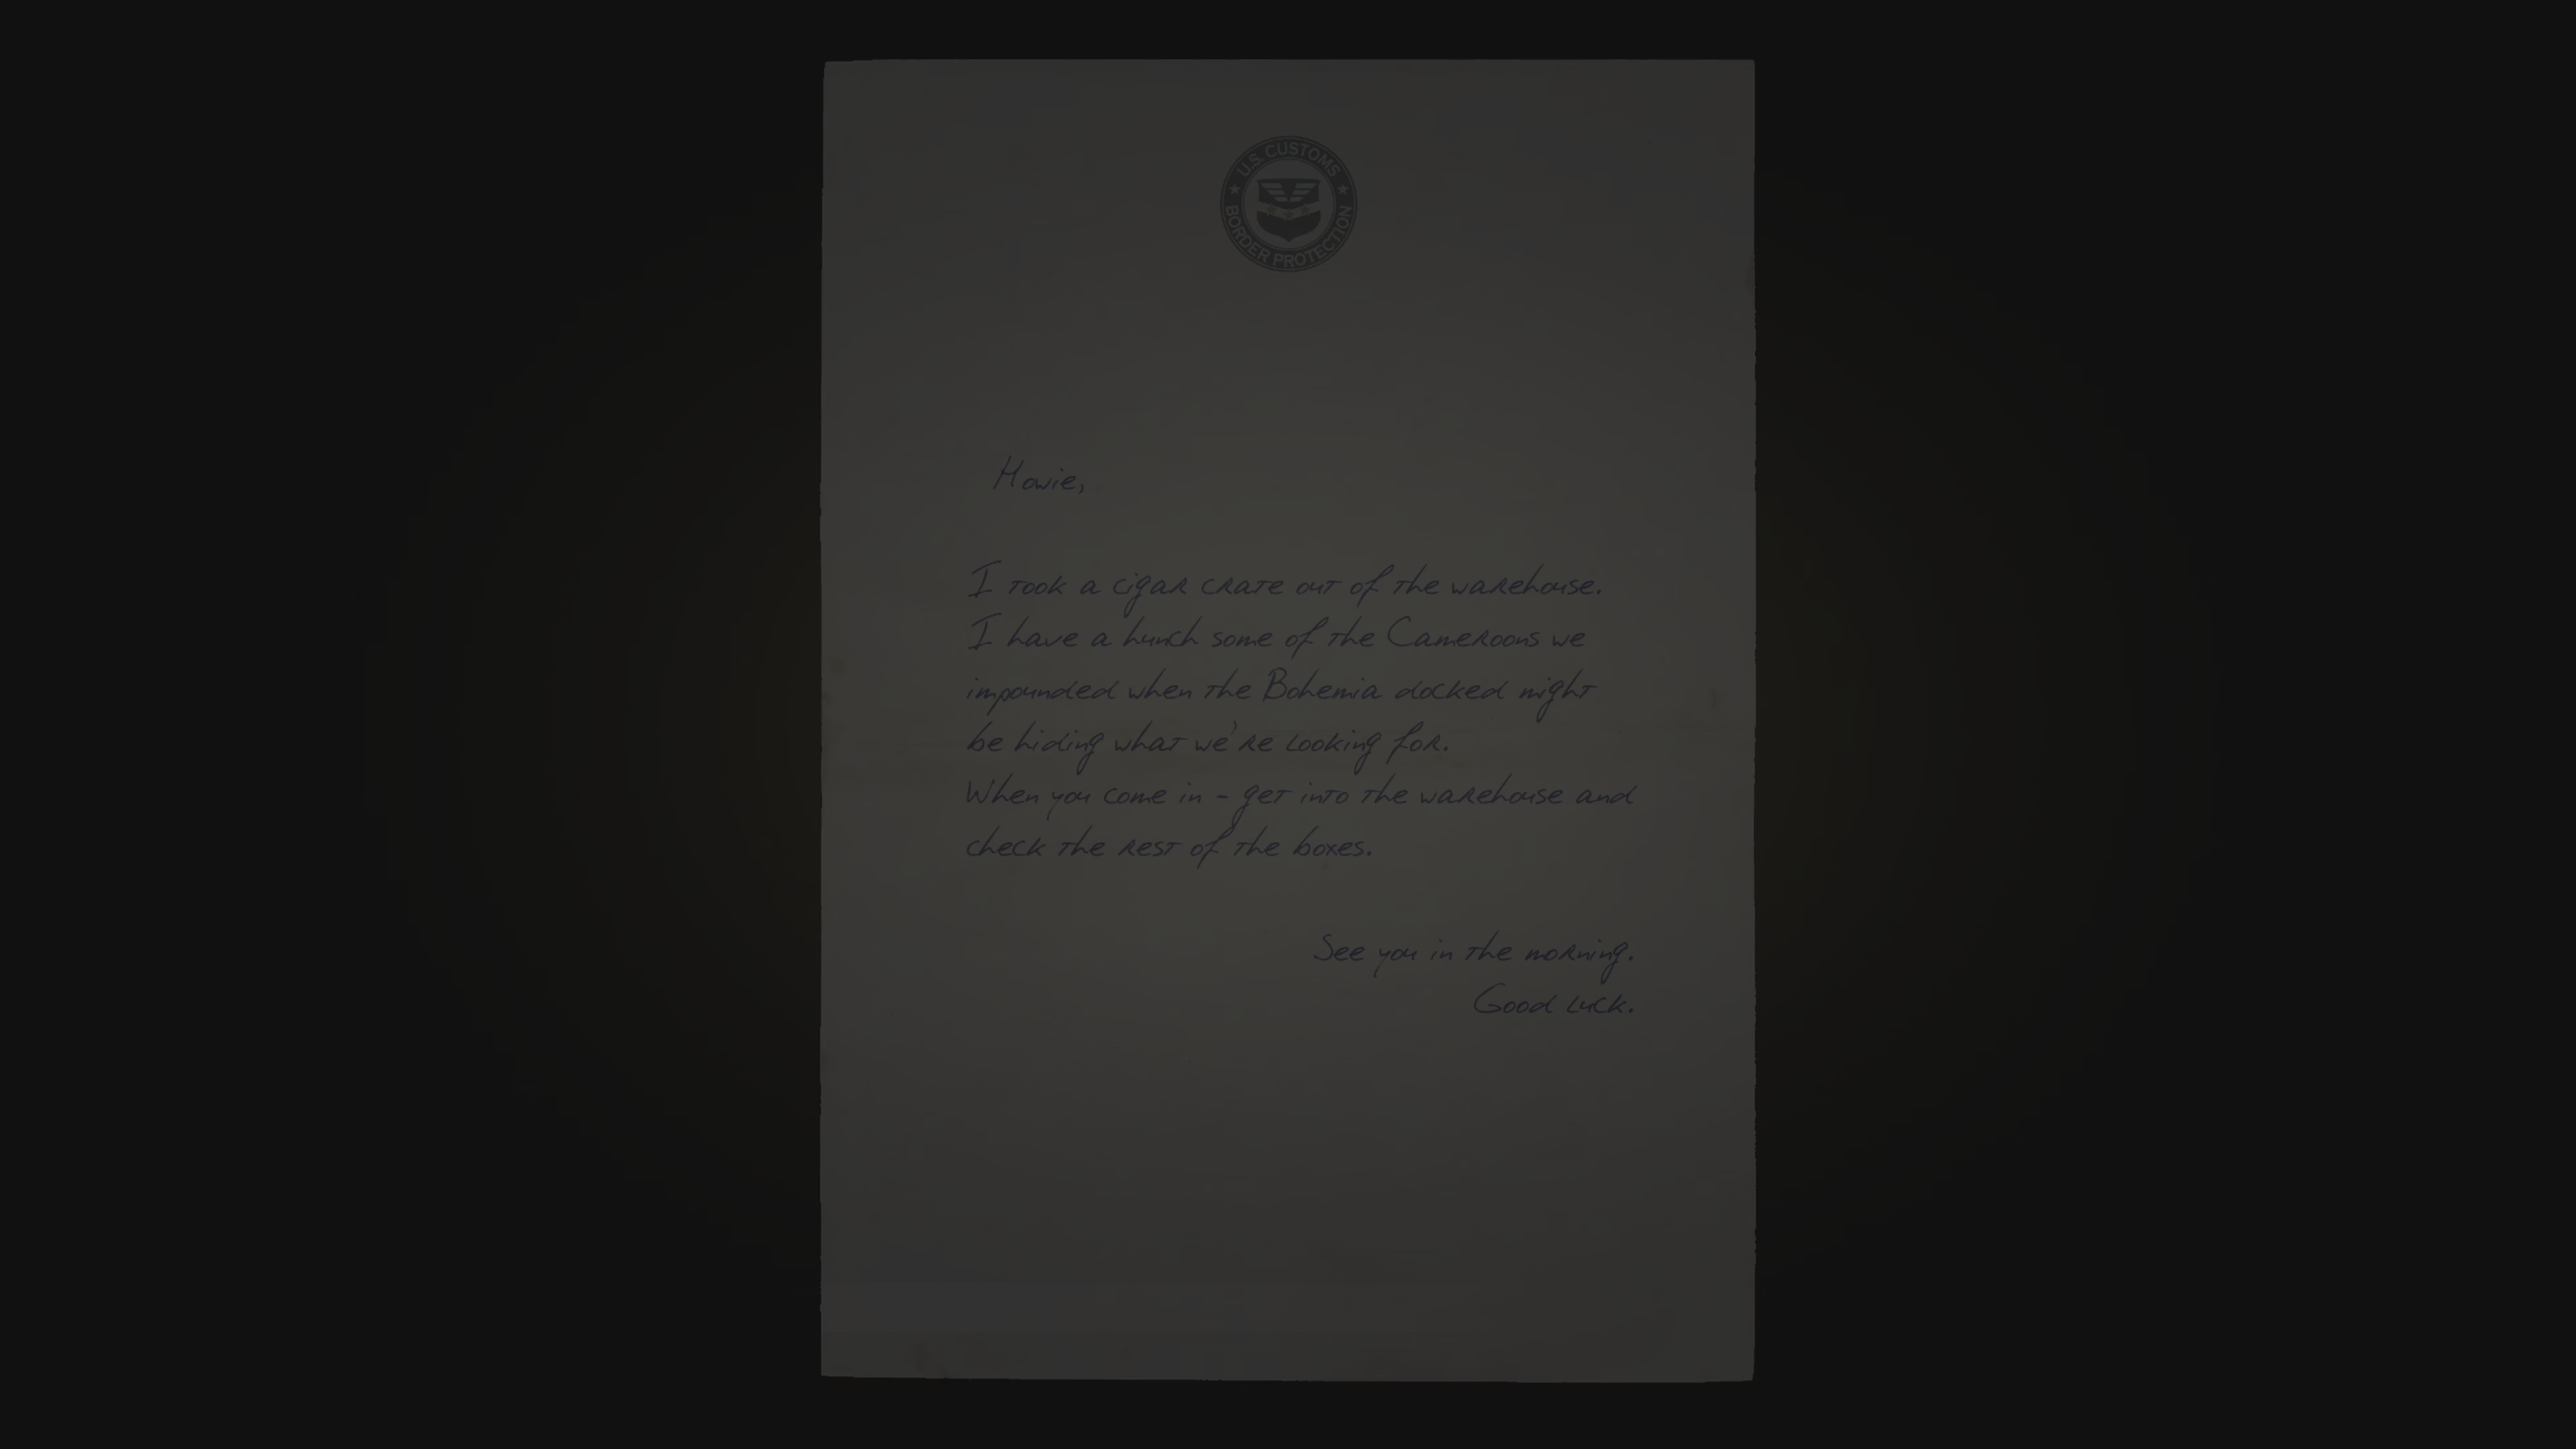 U.S. CUSTOMS
BORDER PROTECTION
Howie,
I took a cigar crate out of the warehouse.
I have a hunch some of the Cameroons we
impounded when the Bohemia docked might
be hiding what we're looking for.
When you come in - get into the warehouse and
check the rest of the boxes.
See you in the morning.
Good luck.